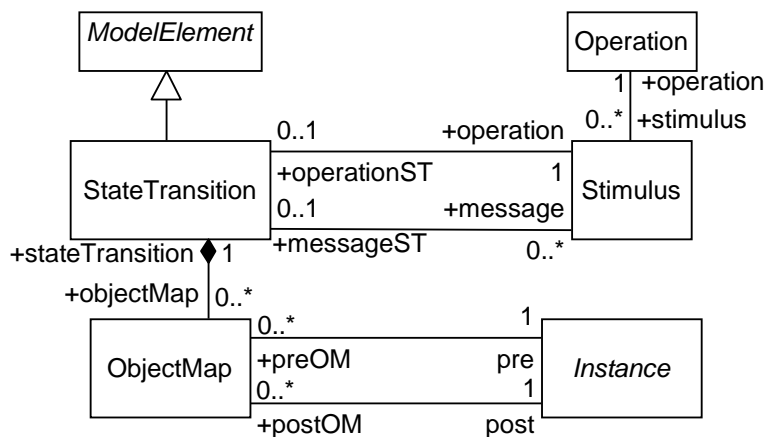 ModelElement
Operation
1 +operation
0..* +stimulus
0..1 +operation
StateTransition
+operationST 1
Stimulus
0..1 +message
+messageST 0..*
+stateTransition 1
+objectMap 0..*
0..* 1
ObjectMap
+preOM pre
Instance
0..* 1
+postOM post